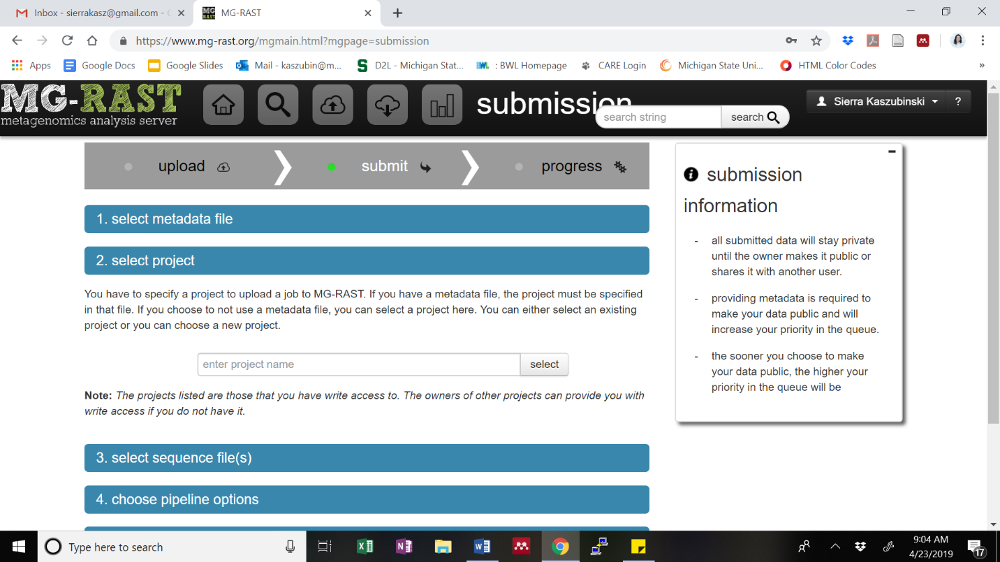 Inbox - sierrakasz@gmail.com -
MG-RAST
https://www.mg-rast.org/mgmain.html?mgpage=submission
Apps Google Docs Google Slides Mail - kaszubin@m... D2L - Michigan Stat... : BWL Homepage CARE Login Michigan State Uni... HTML Color Codes »
MG-RAST
metagenomics analysis server
submission
search string search
Sierra Kaszubinski ?
upload submit progress
1. select metadata file
2. select project
You have to specify a project to upload a job to MG-RAST. If you have a metadata file, the project must be specified
in that file. If you choose to not use a metadata file, you can select a project here. You can either select an existing
project or you can choose a new project.
enter project name select
Note: The projects listed are those that you have write access to. The owners of other projects can provide you with
write access if you do not have it.
3. select sequence file(s)
4. choose pipeline options
submission
information
- all submitted data will stay private
until the owner makes it public or
shares it with another user.
- providing metadata is required to
make your data public and will
increase your priority in the queue.
- the sooner you choose to make
your data public, the higher your
priority in the queue will be
Type here to search
9:04 AM
4/23/2019
17